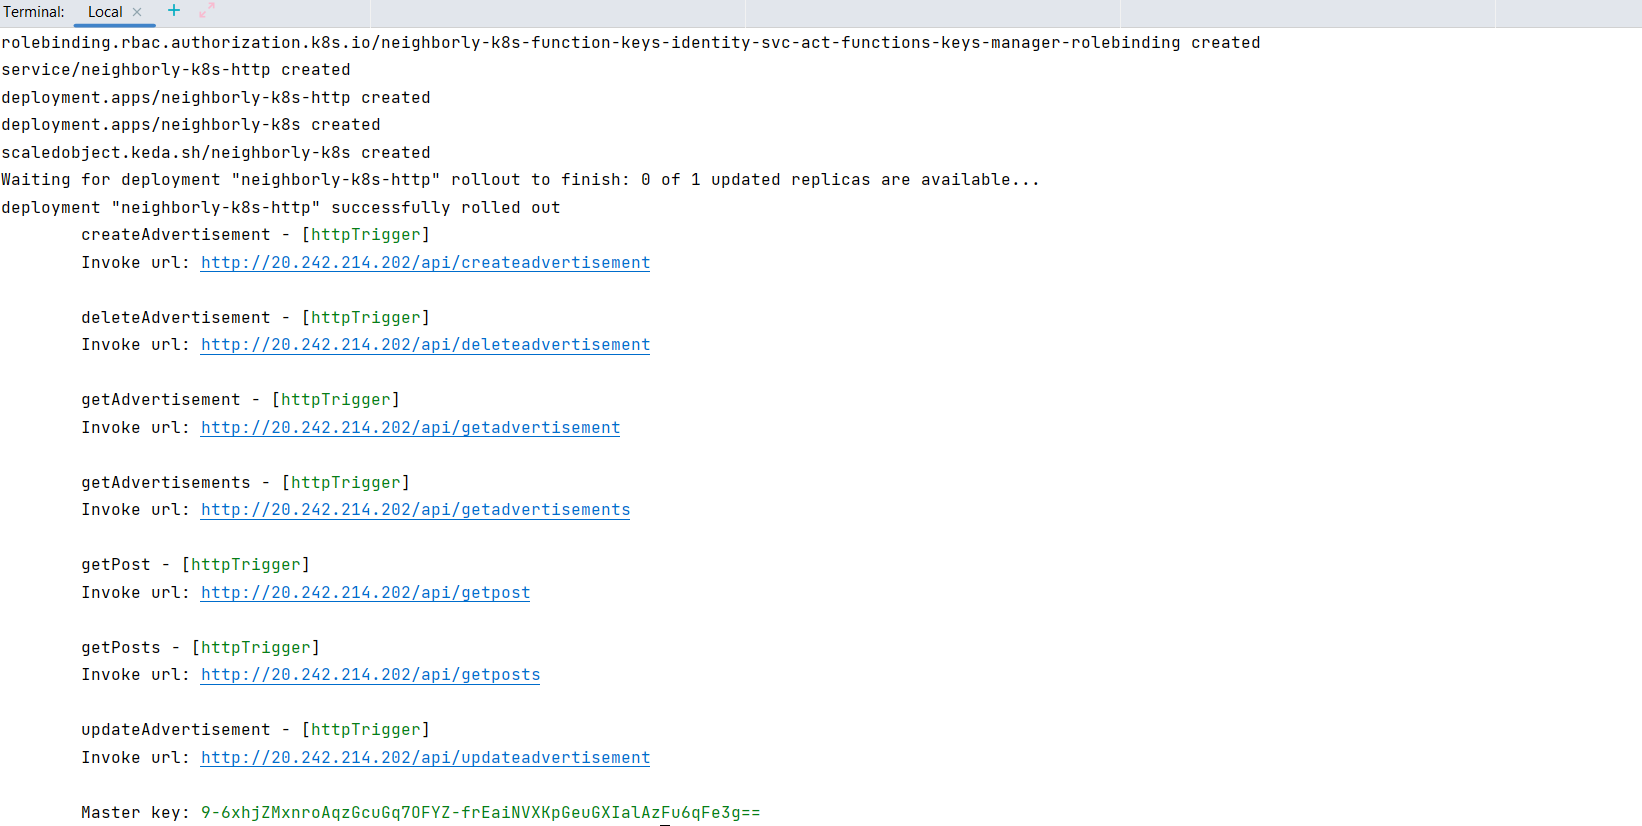 Terminal: Local × +
rolebinding.rbac.authorization.k8s.io/neighborly-k8s-function-keys-identity-svc-act-functions-keys-manager-rolebinding created
service/neighborly-k8s-http created
deployment.apps/neighborly-k8s-http created
deployment.apps/neighborly-k8s created
scaledobject.keda.sh/neighborly-k8s created
Waiting for deployment "neighborly-k8s-http" rollout to finish: 0 of 1 updated replicas are available...
deployment "neighborly-k8s-http" successfully rolled out
createAdvertisement - [httpTrigger]
Invoke url: http://20.242.214.202/api/createadvertisement
deleteAdvertisement - [httpTrigger]
Invoke url: http://20.242.214.202/api/deleteadvertisement
getAdvertisement - [httpTrigger]
Invoke url: http://20.242.214.202/api/getadvertisement
getAdvertisements - [httpTrigger]
Invoke url: http://20.242.214.202/api/getadvertisements
getPost - [httpTrigger]
Invoke url: http://20.242.214.202/api/getpost
getPosts - [httpTrigger]
Invoke url: http://20.242.214.202/api/getposts
updateAdvertisement - [httpTrigger]
Invoke url: http://20.242.214.202/api/updateadvertisement
Master key: 9-6xhjZMxnroAqzGcuGq7OFYZ-frEaiNVXKpGeuGXIalAzFu6qFe3g==